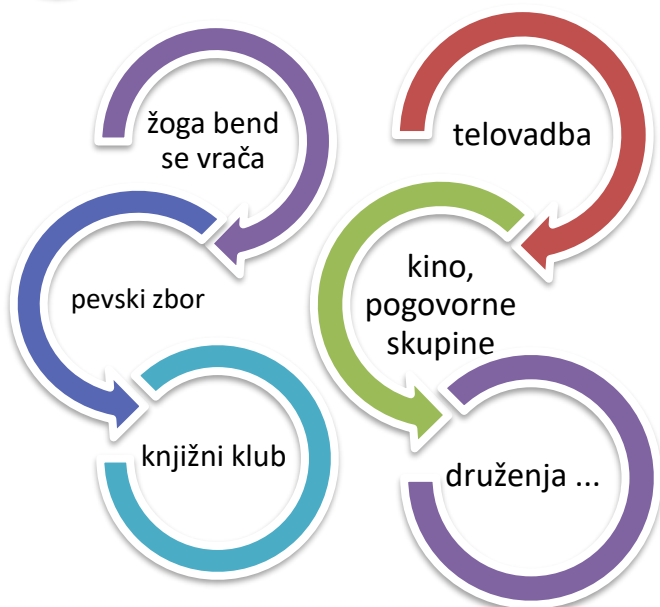 žoga bend
se vrača
pevski zbor
knjižni klub
telovadba
kino,
pogovorne
skupine
druženja ...